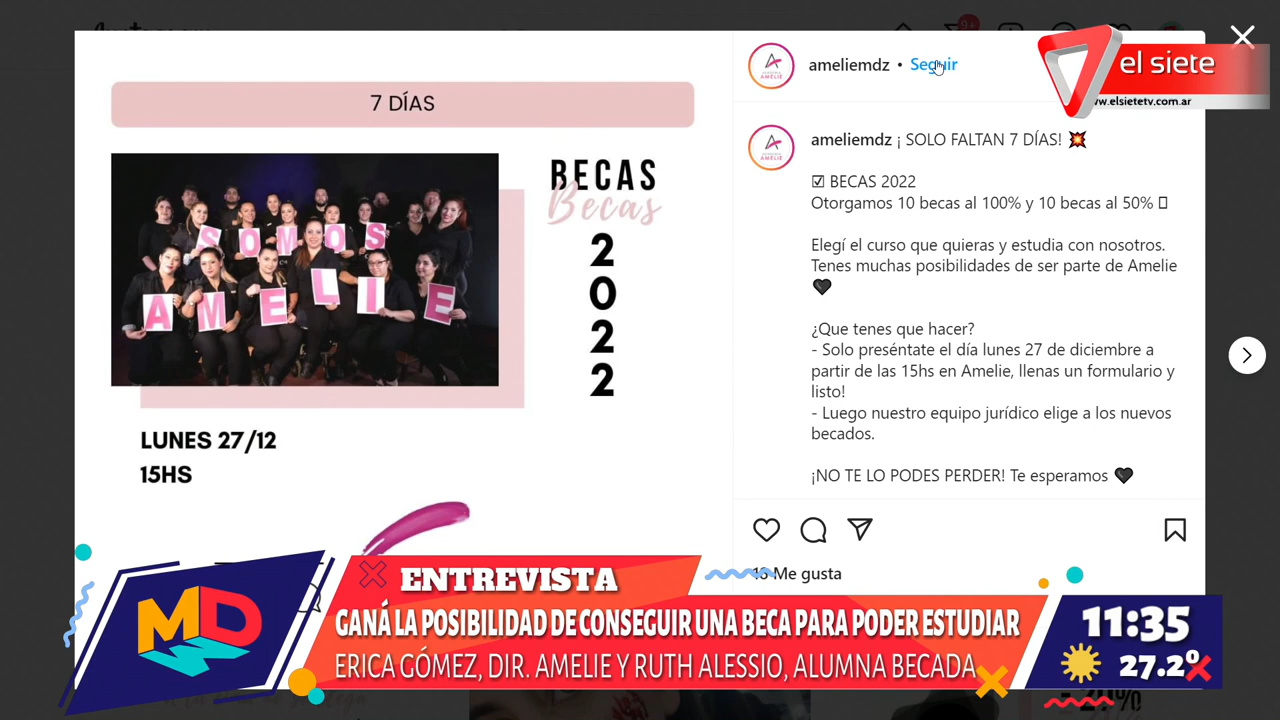 7 DÍAS
BECAS
Becas
2
0
2
2
SOMOS
AMELIE
LUNES 27/12
15HS
AMELIE
ameliemdz • Seguir
el siete
www.elsietetv.com.ar
AMELIE
ameliemdz ¡ SOLO FALTAN 7 DÍAS! 💥
☑ BECAS 2022
Otorgamos 10 becas al 100% y 10 becas al 50%
Elegí el curso que quieras y estudia con nosotros.
Tenes muchas posibilidades de ser parte de Amelie
🖤
¿Que tenes que hacer?
- Solo preséntate el día lunes 27 de diciembre a
partir de las 15hs en Amelie, llenas un formulario y
listo!
- Luego nuestro equipo jurídico elige a los nuevos
becados.
¡NO TE LO PODES PERDER! Te esperamos 🖤
Me gusta
MD
ENTREVISTA
GANÁ LA POSIBILIDAD DE CONSEGUIR UNA BECA PARA PODER ESTUDIAR
ERICA GÓMEZ, DIR. AMELIE Y RUTH ALESSIO, ALUMNA BECADA
11:35
27.2º